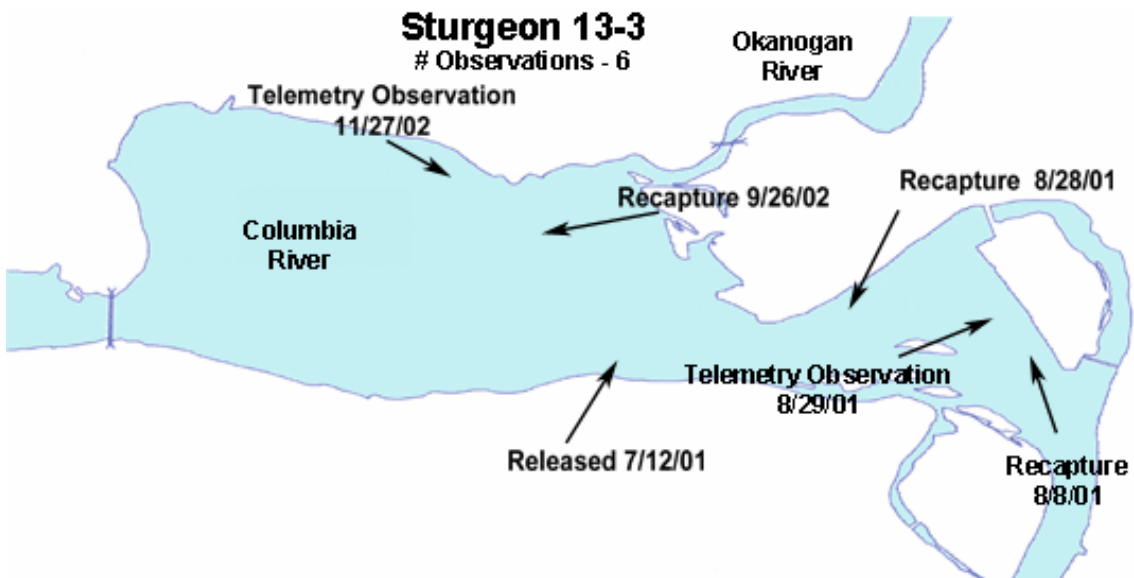 Sturgeon 13-3
# Observations - 6
Okanogan
River
Telemetry Observation
11/27/02
Recapture 9/26/02
Recapture 8/28/01
Columbia
River
Telemetry Observation
8/29/01
Released 7/12/01
Recapture
8/8/01